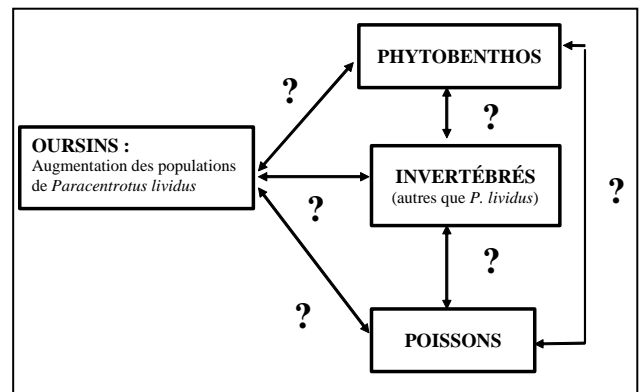 PHYTOBENTHOS
?
?
OURSINS :
Augmentation des populations
de Paracentrotus lividus
INVERTÉBRÉS
(autres que P. lividus)
?
?
?
?
POISSONS